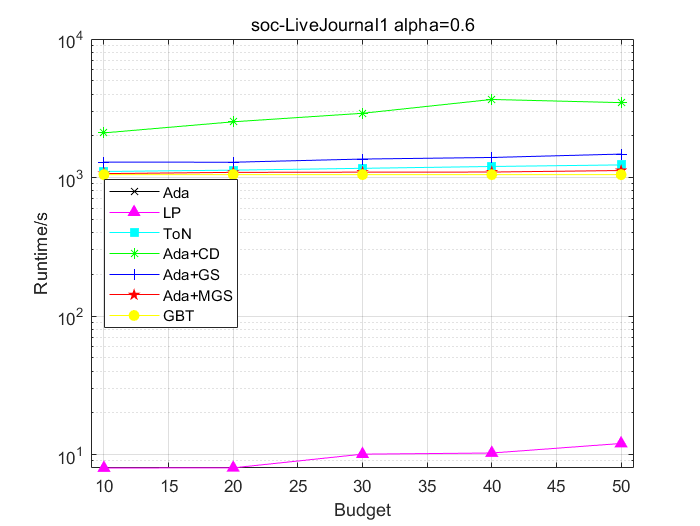 soc-LiveJournal1 alpha=0.6
10^4
10^3
10^2
10^1
Runtime/s
Ada
LP
ToN
Ada+CD
Ada+GS
Ada+MGS
GBT
10 15 20 25 30 35 40 45 50
Budget